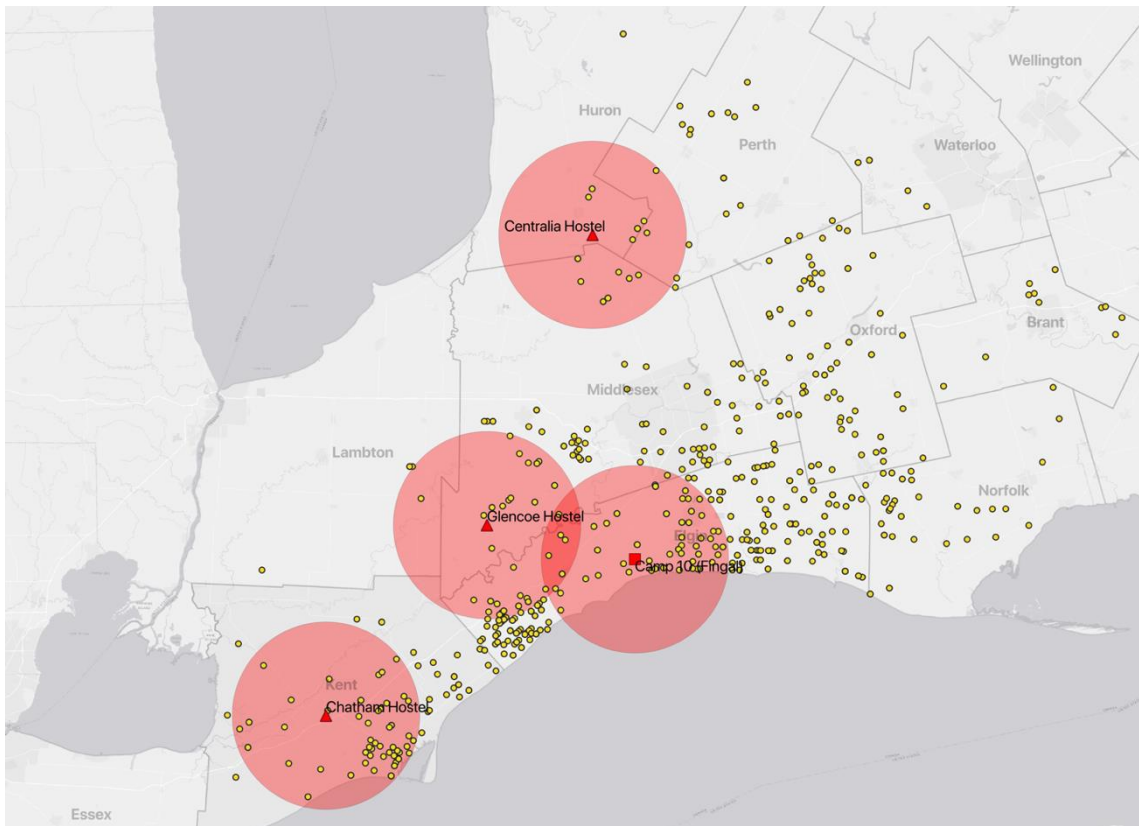 Wellington
Huron
Perth
Waterloo
Centralia Hostel
Brant
Oxford
Middlesex
Lambton
Norfolk
Glencoe Hostel
Elgin
Camp 10 (Fingal)
Kent
Chatham Hostel
Essex